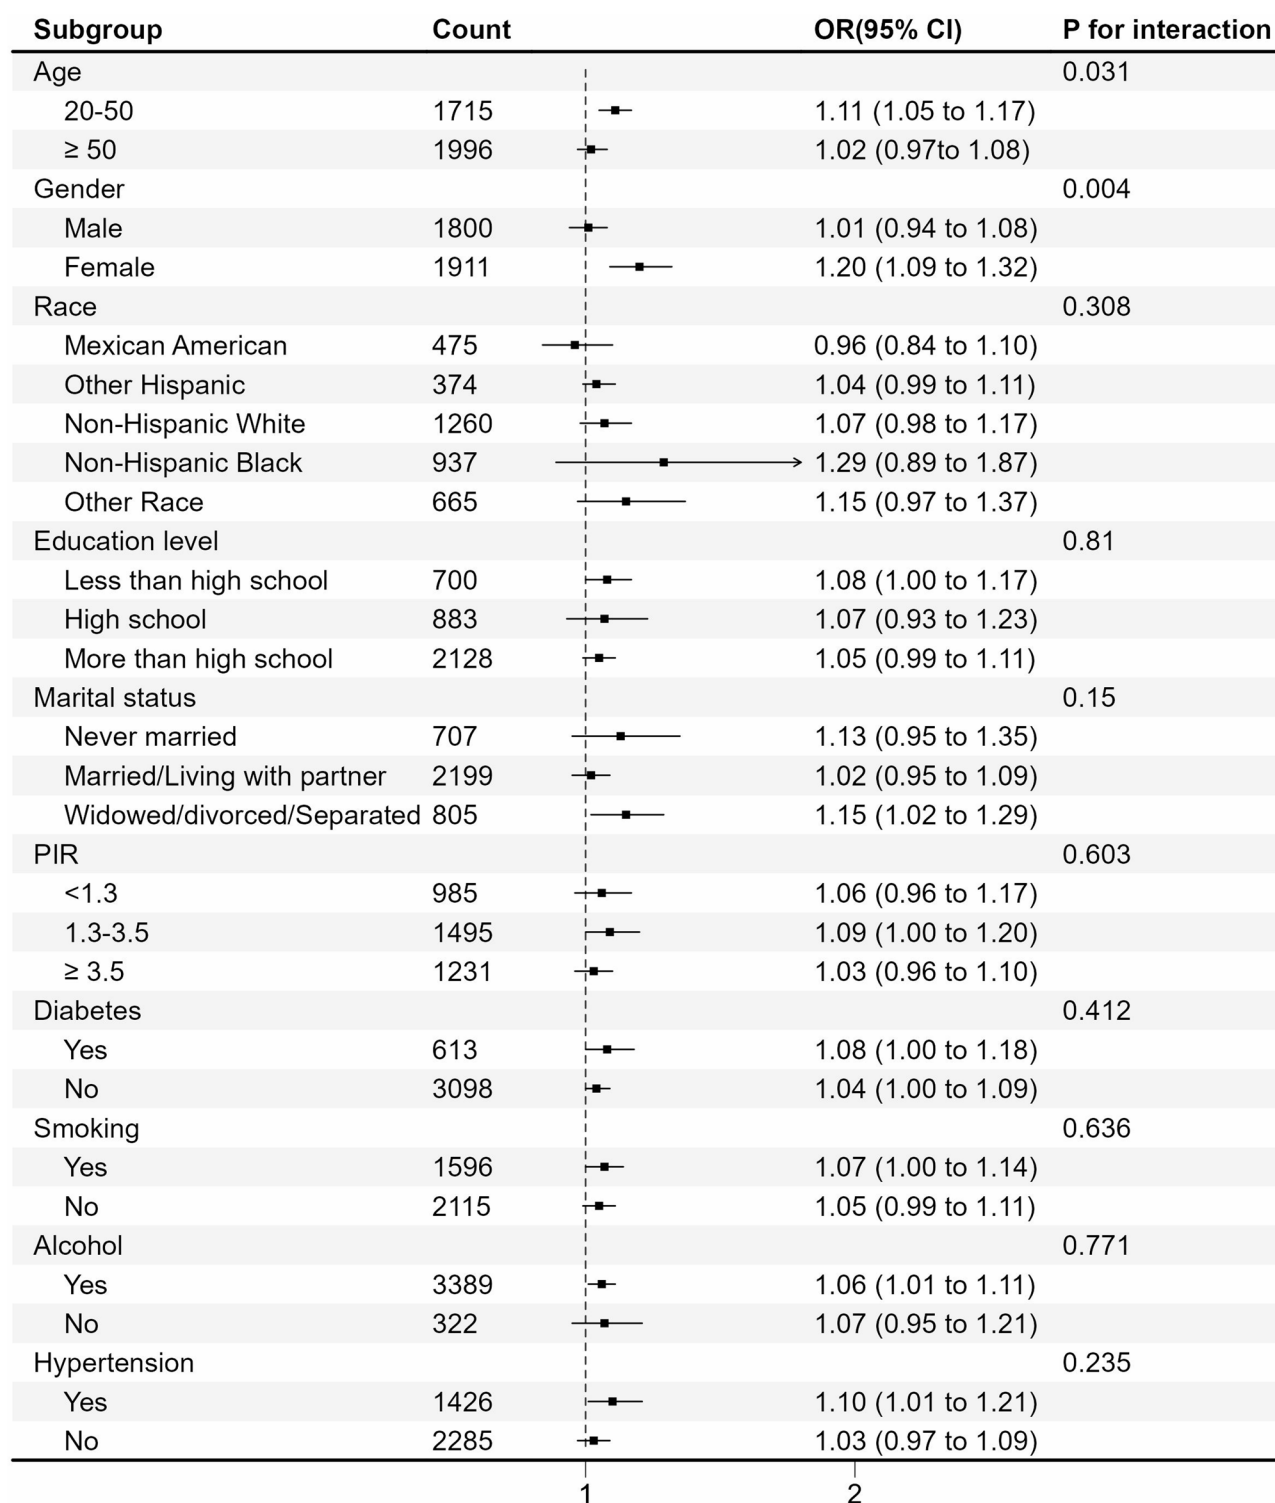 Subgroup Count OR(95% CI) P for interaction
Age 0.031
20-50 1715 1.11 (1.05 to 1.17)
≥ 50 1996 1.02 (0.97to 1.08)
Gender 0.004
Male 1800 1.01 (0.94 to 1.08)
Female 1911 1.20 (1.09 to 1.32)
Race 0.308
Mexican American 475 0.96 (0.84 to 1.10)
Other Hispanic 374 1.04 (0.99 to 1.11)
Non-Hispanic White 1260 1.07 (0.98 to 1.17)
Non-Hispanic Black 937 1.29 (0.89 to 1.87)
Other Race 665 1.15 (0.97 to 1.37)
Education level 0.81
Less than high school 700 1.08 (1.00 to 1.17)
High school 883 1.07 (0.93 to 1.23)
More than high school 2128 1.05 (0.99 to 1.11)
Marital status 0.15
Never married 707 1.13 (0.95 to 1.35)
Married/Living with partner 2199 1.02 (0.95 to 1.09)
Widowed/divorced/Separated 805 1.15 (1.02 to 1.29)
PIR 0.603
<1.3 985 1.06 (0.96 to 1.17)
1.3-3.5 1495 1.09 (1.00 to 1.20)
≥ 3.5 1231 1.03 (0.96 to 1.10)
Diabetes 0.412
Yes 613 1.08 (1.00 to 1.18)
No 3098 1.04 (1.00 to 1.09)
Smoking 0.636
Yes 1596 1.07 (1.00 to 1.14)
No 2115 1.05 (0.99 to 1.11)
Alcohol 0.771
Yes 3389 1.06 (1.01 to 1.11)
No 322 1.07 (0.95 to 1.21)
Hypertension 0.235
Yes 1426 1.10 (1.01 to 1.21)
No 2285 1.03 (0.97 to 1.09)
1 2